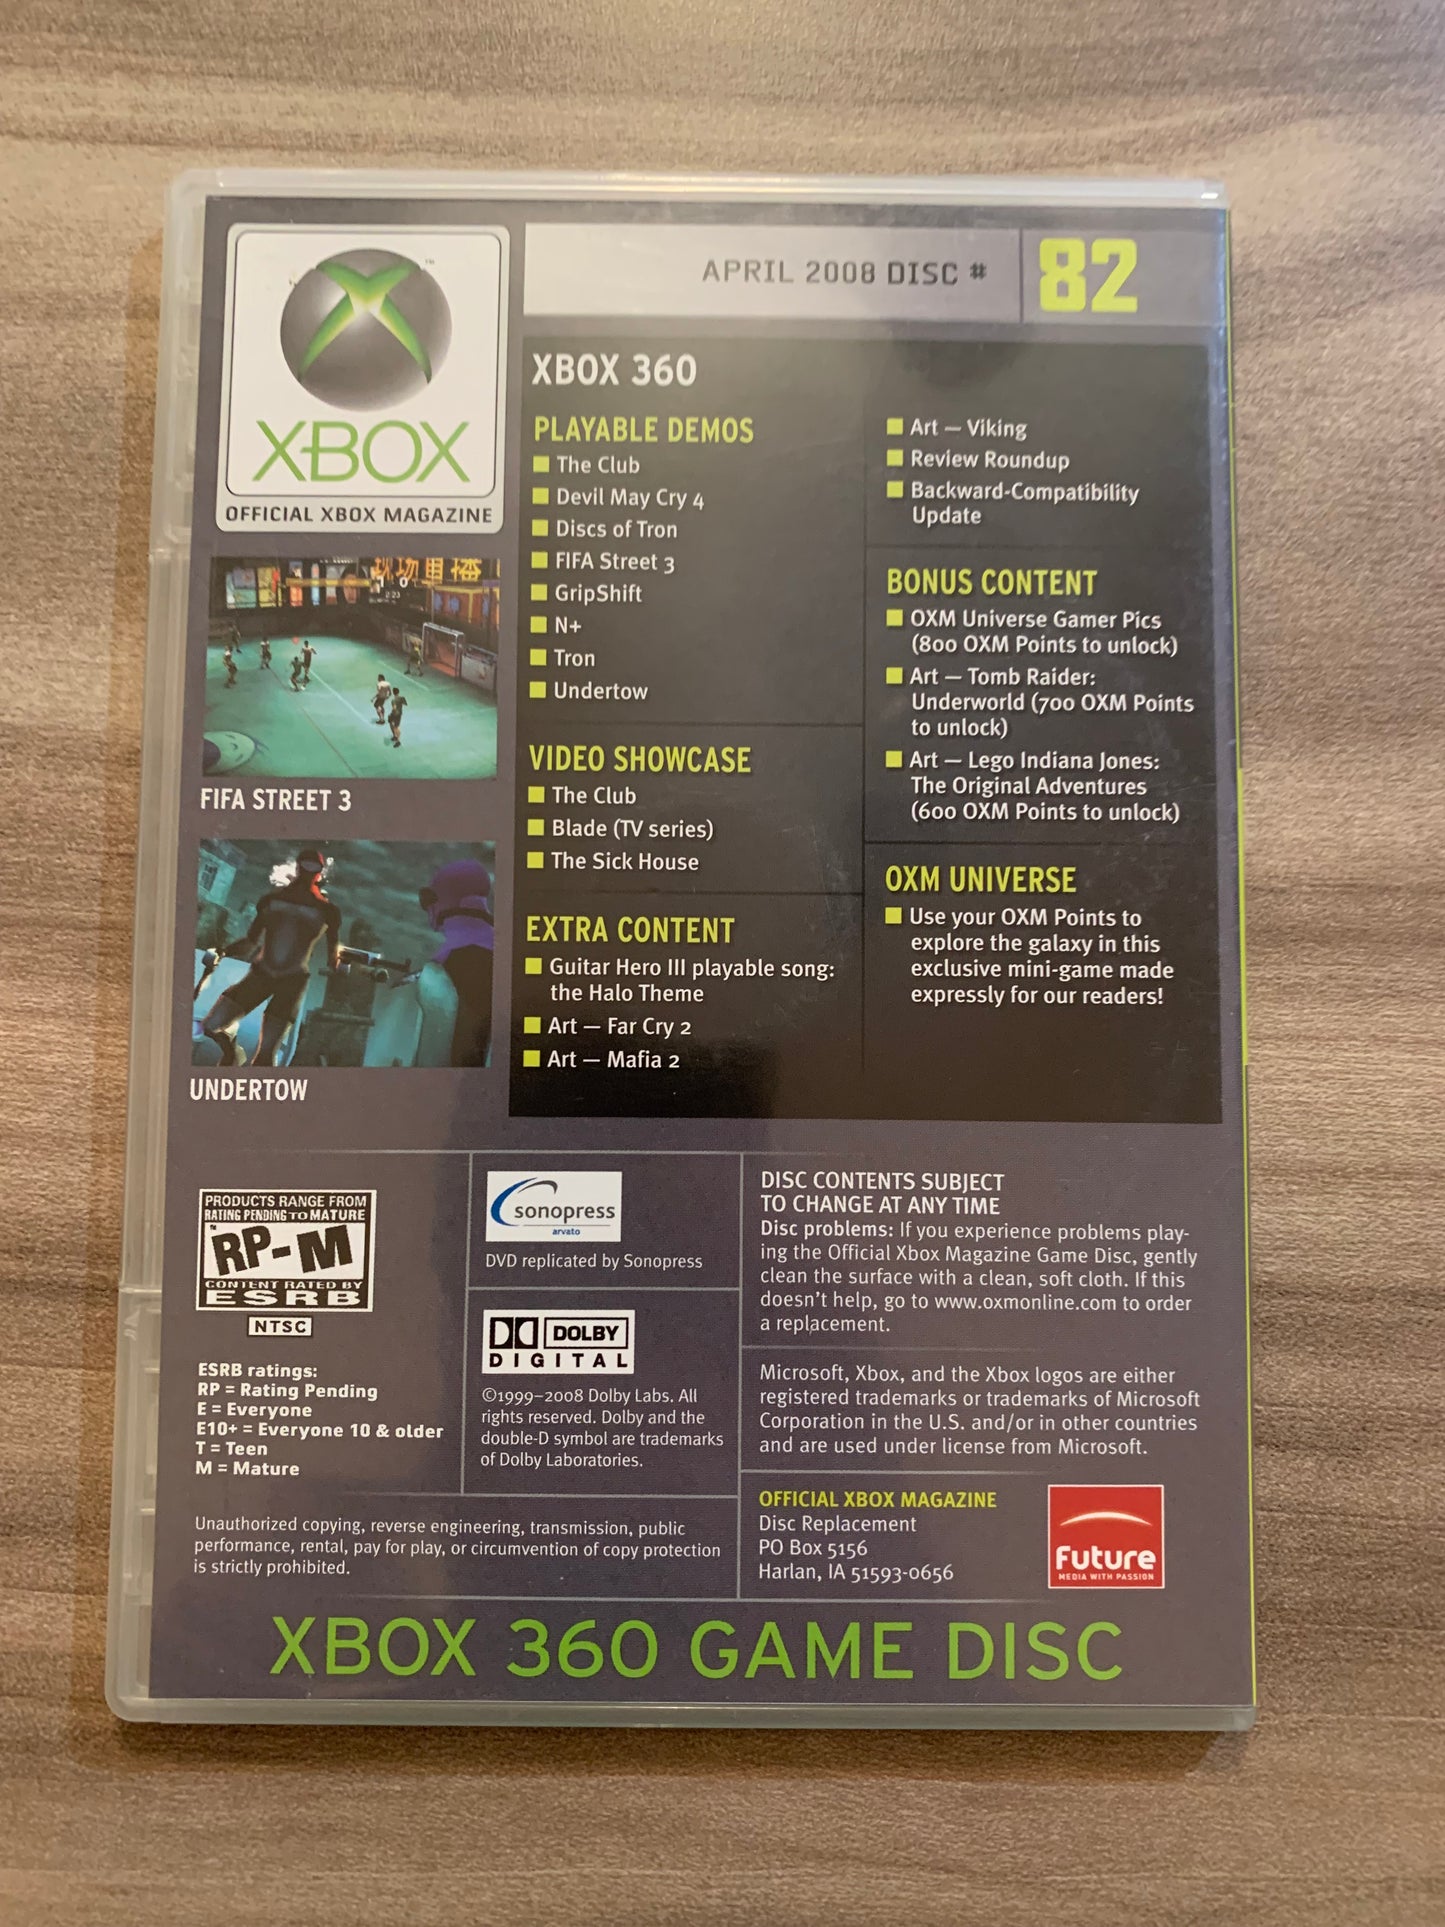 XBOX
OFFICIAL XBOX MAGAZINE
APRIL 2008 DISC # 82
XBOX 360
PLAYABLE DEMOS
The Club
Devil May Cry 4
Discs of Tron
FIFA Street 3
GripShift
N+
Tron
Undertow
VIDEO SHOWCASE
The Club
Blade (TV series)
The Sick House
EXTRA CONTENT
Guitar Hero III playable song:
the Halo Theme
Art — Far Cry 2
Art — Mafia 2
Art — Viking
Review Roundup
Backward-Compatibility
Update
BONUS CONTENT
OXM Universe Gamer Pics
(800 OXM Points to unlock)
Art — Tomb Raider:
Underworld (700 OXM Points
to unlock)
Art — Lego Indiana Jones:
The Original Adventures
(600 OXM Points to unlock)
OXM UNIVERSE
Use your OXM Points to
explore the galaxy in this
exclusive mini-game made
expressly for our readers!
FIFA STREET 3
UNDERTOW
PRODUCTS RANGE FROM
RATING PENDING TO MATURE
RP-M
CONTENT RATED BY
ESRB
NTSC
ESRB ratings:
RP = Rating Pending
E = Everyone
E10+ = Everyone 10 & older
T = Teen
M = Mature
sonopress
arvato
DVD replicated by Sonopress
DOLBY
DIGITAL
©1999–2008 Dolby Labs. All
rights reserved. Dolby and the
double-D symbol are trademarks
of Dolby Laboratories.
Unauthorized copying, reverse engineering, transmission, public
performance, rental, pay for play, or circumvention of copy protection
is strictly prohibited.
DISC CONTENTS SUBJECT
TO CHANGE AT ANY TIME
Disc problems: If you experience problems play-
ing the Official Xbox Magazine Game Disc, gently
clean the surface with a clean, soft cloth. If this
doesn't help, go to www.oxmonline.com to order
a replacement.
Microsoft, Xbox, and the Xbox logos are either
registered trademarks or trademarks of Microsoft
Corporation in the U.S. and/or in other countries
and are used under license from Microsoft.
OFFICIAL XBOX MAGAZINE
Disc Replacement
PO Box 5156
Harlan, IA 51593-0656
Future
MEDIA WITH PASSION
XBOX 360 GAME DISC